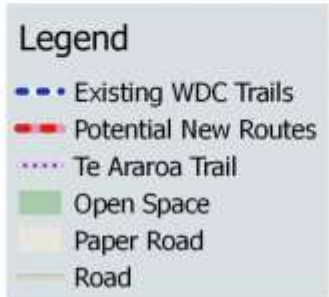 Legend
Existing WDC Trails
Potential New Routes
Te Araroa Trail
Open Space
Paper Road
Road